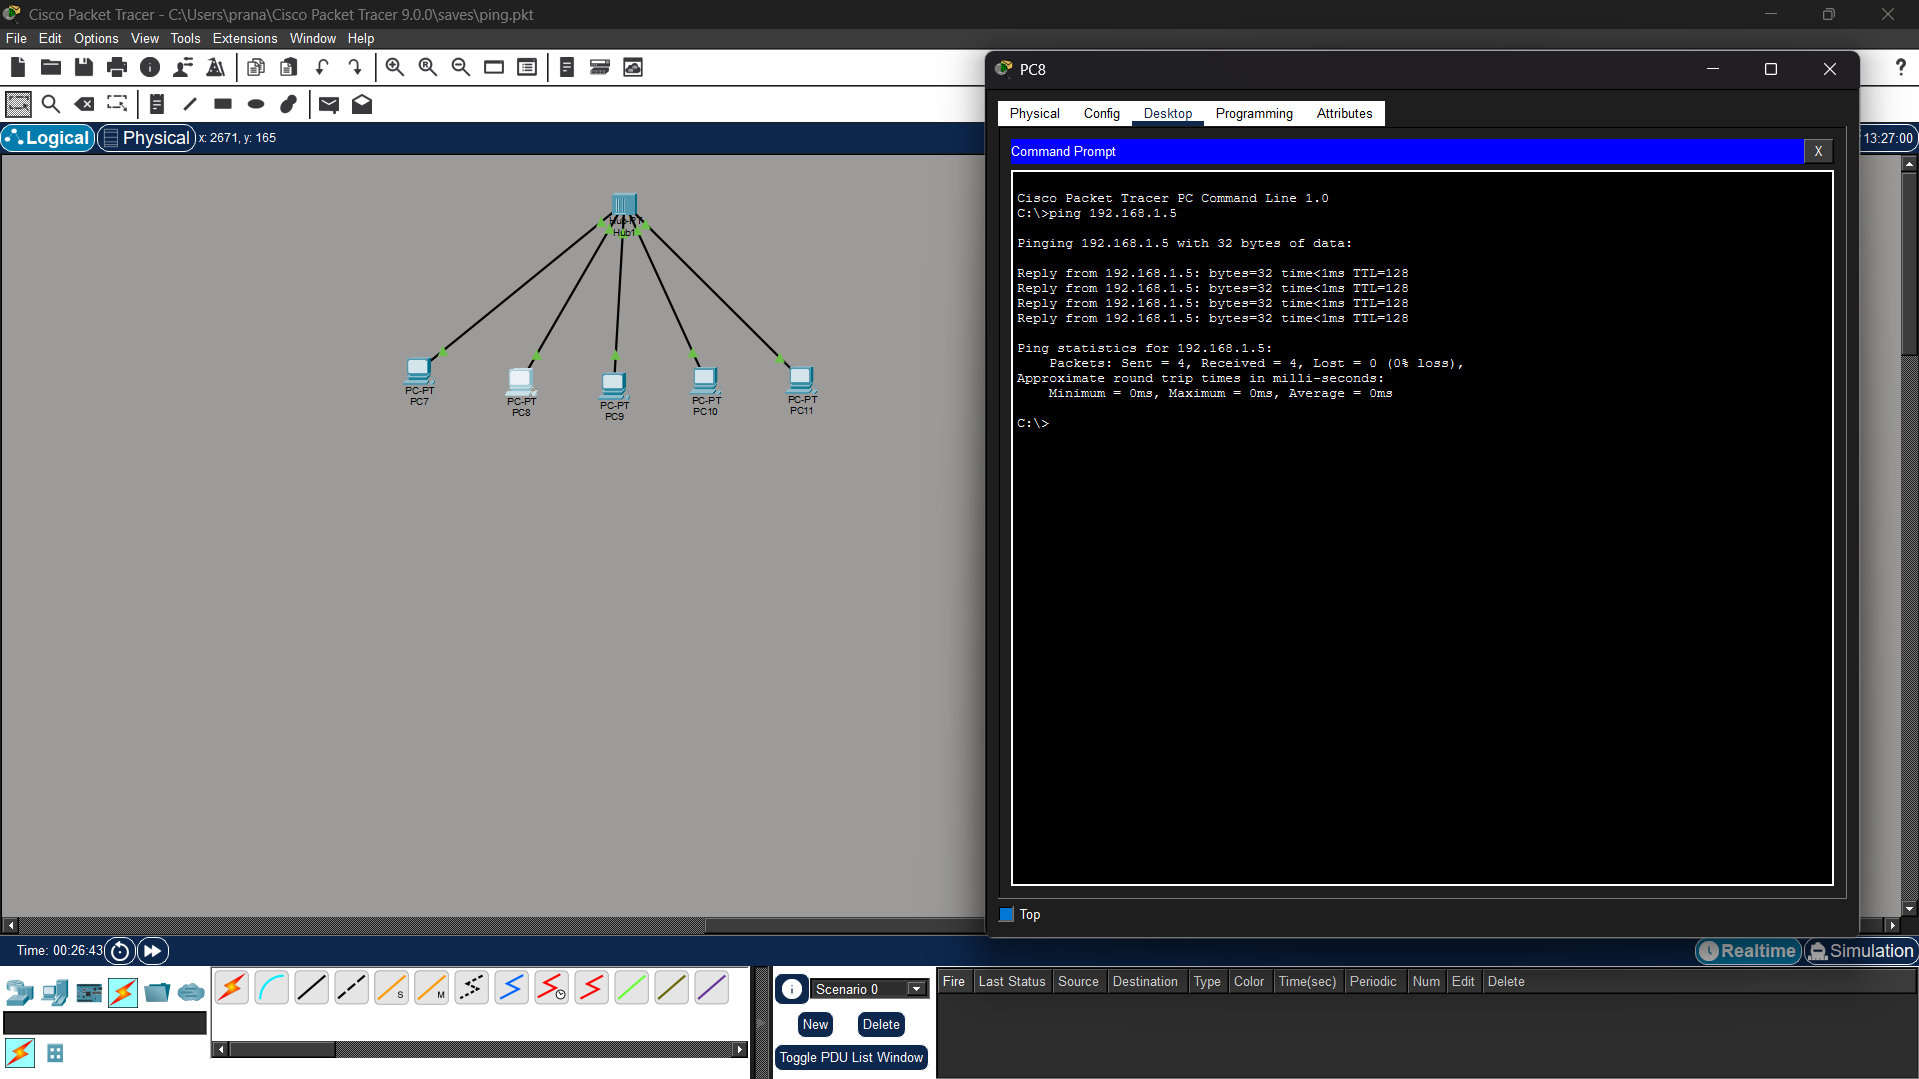 Cisco Packet Tracer - C:\Users\prana\Cisco Packet Tracer 9.0.0\saves\ping.pkt
File Edit Options View Tools Extensions Window Help
?
Logical Physical x: 2671, y: 165
13:27:00
Hub-PT
Hub1
PC-PT
PC7
PC-PT
PC8
PC-PT
PC9
PC-PT
PC10
PC-PT
PC11
PC8
Physical Config Desktop Programming Attributes
Command Prompt
X
Cisco Packet Tracer PC Command Line 1.0
C:\>ping 192.168.1.5
Pinging 192.168.1.5 with 32 bytes of data:
Reply from 192.168.1.5: bytes=32 time<1ms TTL=128
Reply from 192.168.1.5: bytes=32 time<1ms TTL=128
Reply from 192.168.1.5: bytes=32 time<1ms TTL=128
Reply from 192.168.1.5: bytes=32 time<1ms TTL=128
Ping statistics for 192.168.1.5:
Packets: Sent = 4, Received = 4, Lost = 0 (0% loss),
Approximate round trip times in milli-seconds:
Minimum = 0ms, Maximum = 0ms, Average = 0ms
C:\>
Top
Time: 00:26:43
Realtime Simulation
S
M
Scenario 0
New Delete
Toggle PDU List Window
Fire Last Status Source Destination Type Color Time(sec) Periodic Num Edit Delete